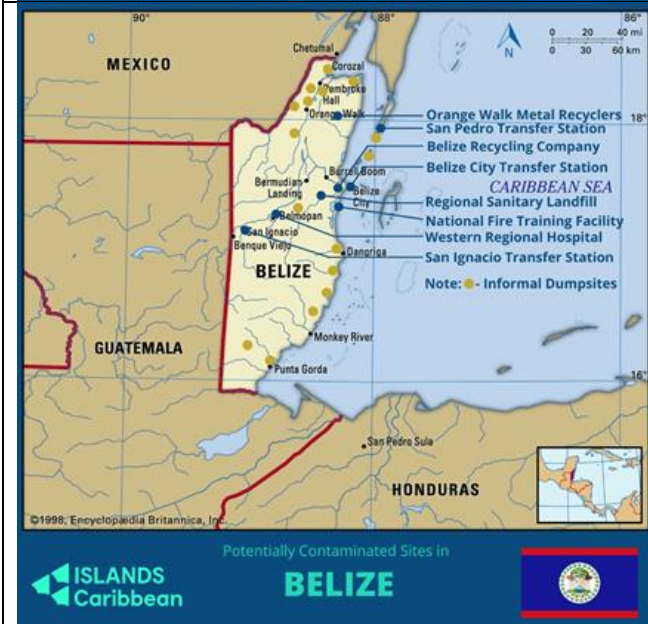 90°
88°
86°
0 20 40 mi
0 30 60 km
N
MEXICO
Chetumal
Corozal
Pembroke
Hall
Orange Walk
18°
Orange Walk Metal Recyclers
San Pedro Transfer Station
Belize Recycling Company
Belize City Transfer Station
CARIBBEAN SEA
Regional Sanitary Landfill
National Fire Training Facility
Western Regional Hospital
San Ignacio Transfer Station
Note: - Informal Dumpsites
Burrell Boom
Bermudian
Landing
Belize
City
Belmopan
San Ignacio
Benque Viejo
Dangriga
BELIZE
GUATEMALA
Monkey River
16°
Punta Gorda
San Pedro Sula
HONDURAS
©1998, Encyclopædia Britannica, Inc.
Potentially Contaminated Sites in
BELIZE
ISLANDS
Caribbean